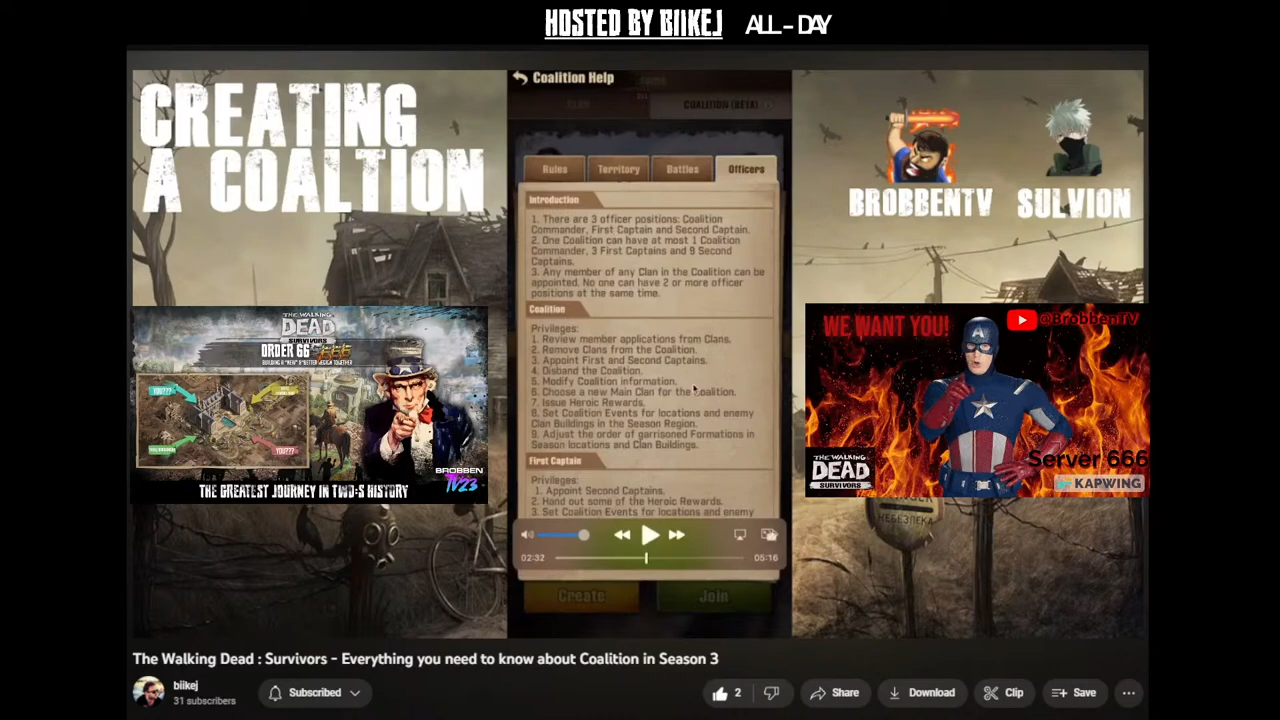 HOSTED BY BIIKEJ ALL - DAY
CREATING
A COALTION
Coalition Help
COALITION (BETA)
Rules Territory Battles Officers
Introduction
1. There are 3 officer positions: Coalition
Commander, First Captain and Second Captain.
2. One Coalition can have at most 1 Coalition
Commander, 3 First Captains and 9 Second
Captains.
3. Any member of any Clan in the Coalition can be
appointed. No one can have 2 or more officer
positions at the same time.
Coalition
Privileges:
1. Review member applications from Clans.
2. Remove Clans from the Coalition.
3. Appoint First and Second Captains.
4. Disband the Coalition.
5. Modify Coalition information.
6. Choose a new Main Clan for the Coalition.
7. Issue Heroic Rewards.
8. Set Coalition Events for locations and enemy
Clan Buildings in the Season Region.
9. Adjust the order of garrisoned Formations in
Season locations and Clan Buildings.
First Captain
Privileges:
1. Appoint Second Captains.
2. Hand out some of the Heroic Rewards.
3. Set Coalition Events for locations and enemy
02:32 05:16
Create Join
BROBBENTV SULVION
THE WALKING
DEAD
SURVIVORS
ORDER 66
YOU???
YOU???
THE GREATEST JOURNEY IN TWD:S HISTORY
BROBBEN
TV23
WE WANT YOU!
@BrobbenTV
THE WALKING
DEAD
SURVIVORS
Server 666
KAPWING
НЕБЕЗПЕКА
The Walking Dead : Survivors - Everything you need to know about Coalition in Season 3
biikej
31 subscribers
Subscribed
2
Share
Download
Clip
Save